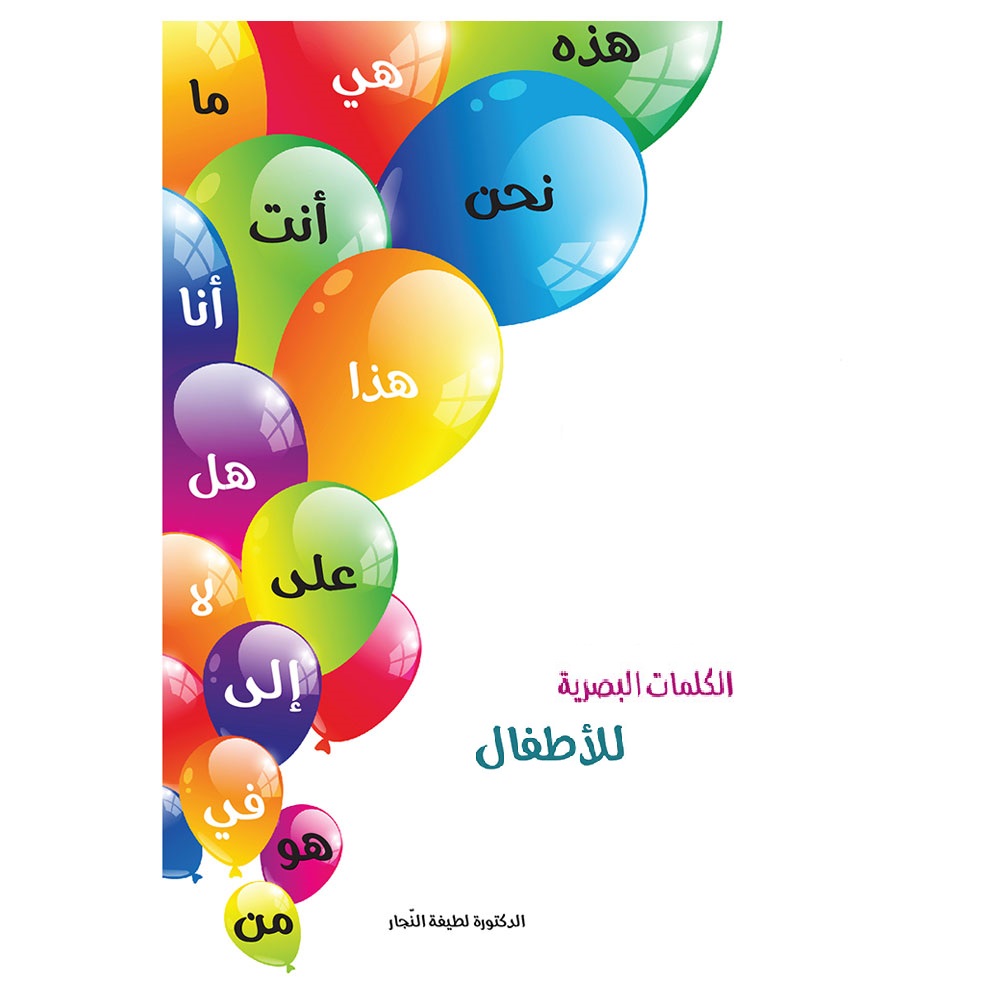 هذه
هي
ما
نحن
أنت
أنا
هذا
هل
على
لا
إلى
في
هو
من
الكلمات البصرية
للأطفال
الدكتورة لطيفة النّجار